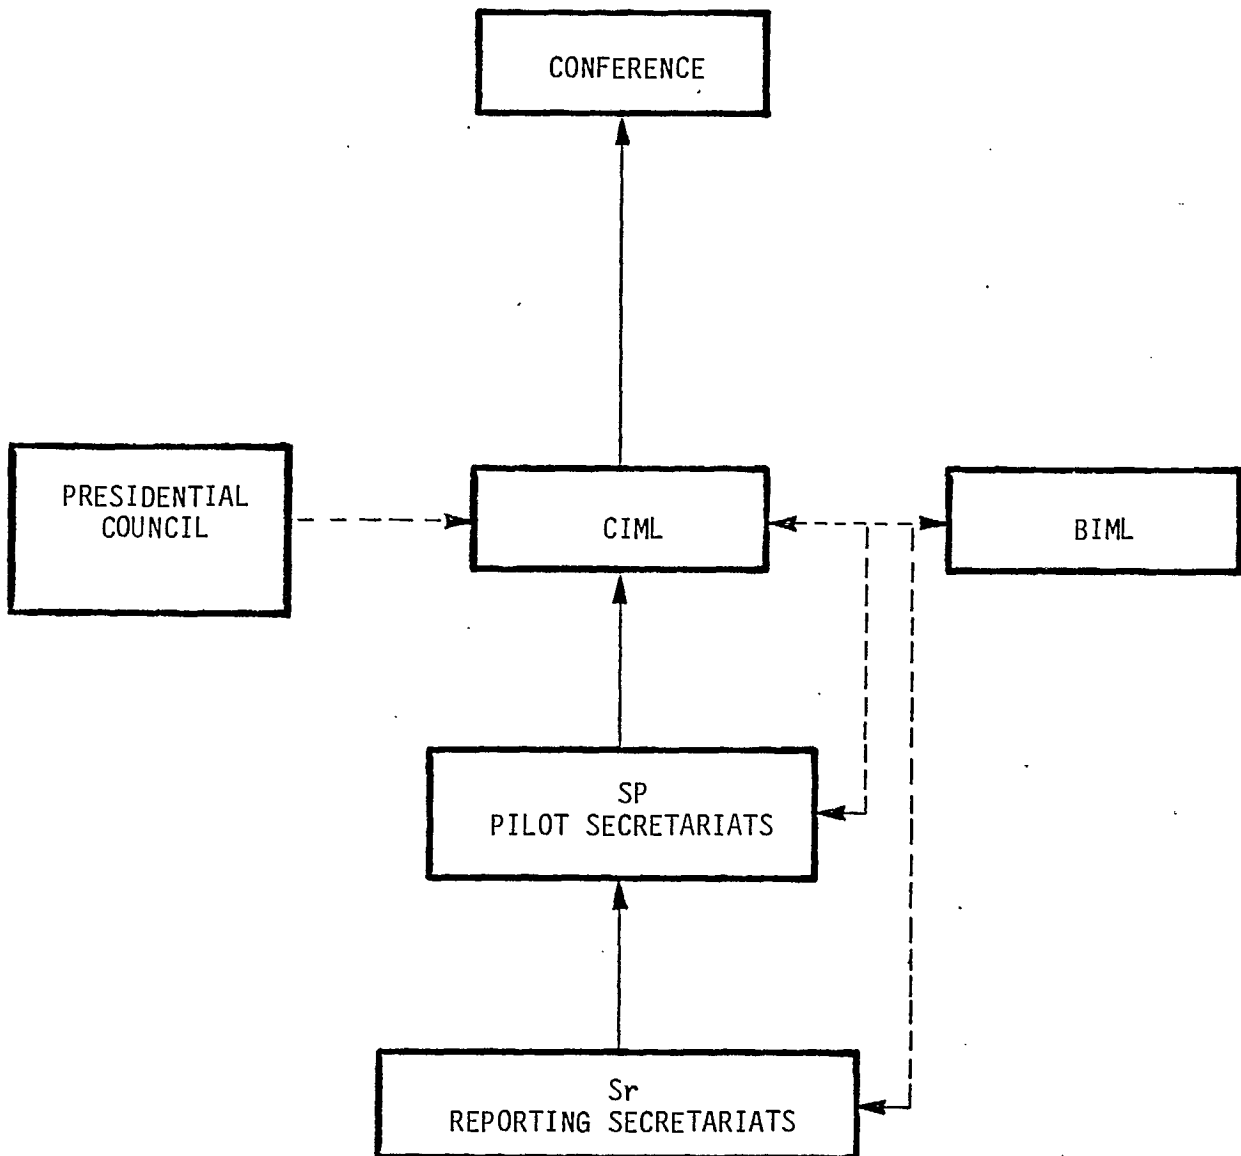 CONFERENCE
PRESIDENTIAL
COUNCIL
CIML
BIML
SP
PILOT SECRETARIATS
Sr
REPORTING SECRETARIATS